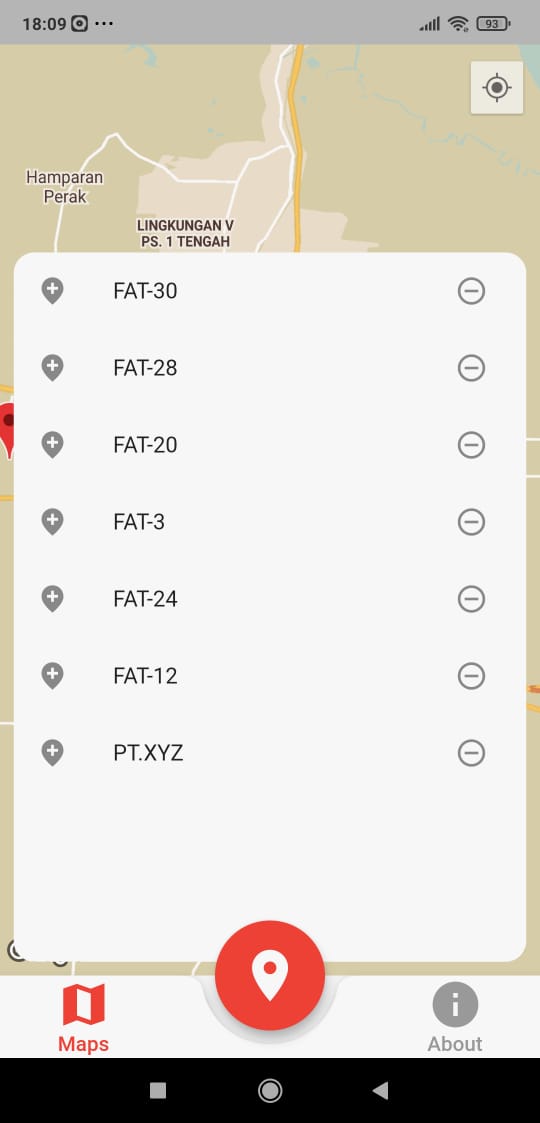 18:09
93
Hamparan
Perak
LINGKUNGAN V
PS. 1 TENGAH
FAT-30
FAT-28
FAT-20
FAT-3
FAT-24
FAT-12
PT.XYZ
Maps
About